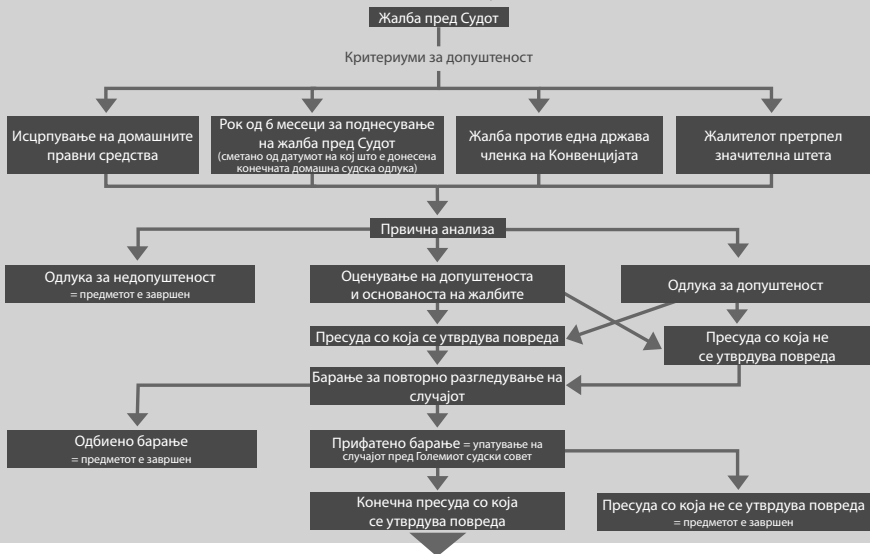 Жалба пред Судот
Критериуми за допуштеност
Исцрпување на домашните
правни средства
Рок од 6 месеци за поднесување
на жалба пред Судот
(сметано од датумот на кој што е донесена
конечната домашна судска одлука)
Жалба против една држава
членка на Конвенцијата
Жалителот претрпел
значителна штета
Првична анализа
Одлука за недопуштеност
= предметот е завршен
Оценување на допуштеноста
и основаноста на жалбите
Одлука за допуштеност
Пресуда со која се утврдува повреда
Пресуда со која не
се утврдува повреда
Барање за повторно разгледување на
случајот
Одбиено барање
= предметот е завршен
Прифатено барање = упатување на
случајот пред Големиот судски совет
Конечна пресуда со која
се утврдува повреда
Пресуда со која не се утврдува повреда
= предметот е завршен